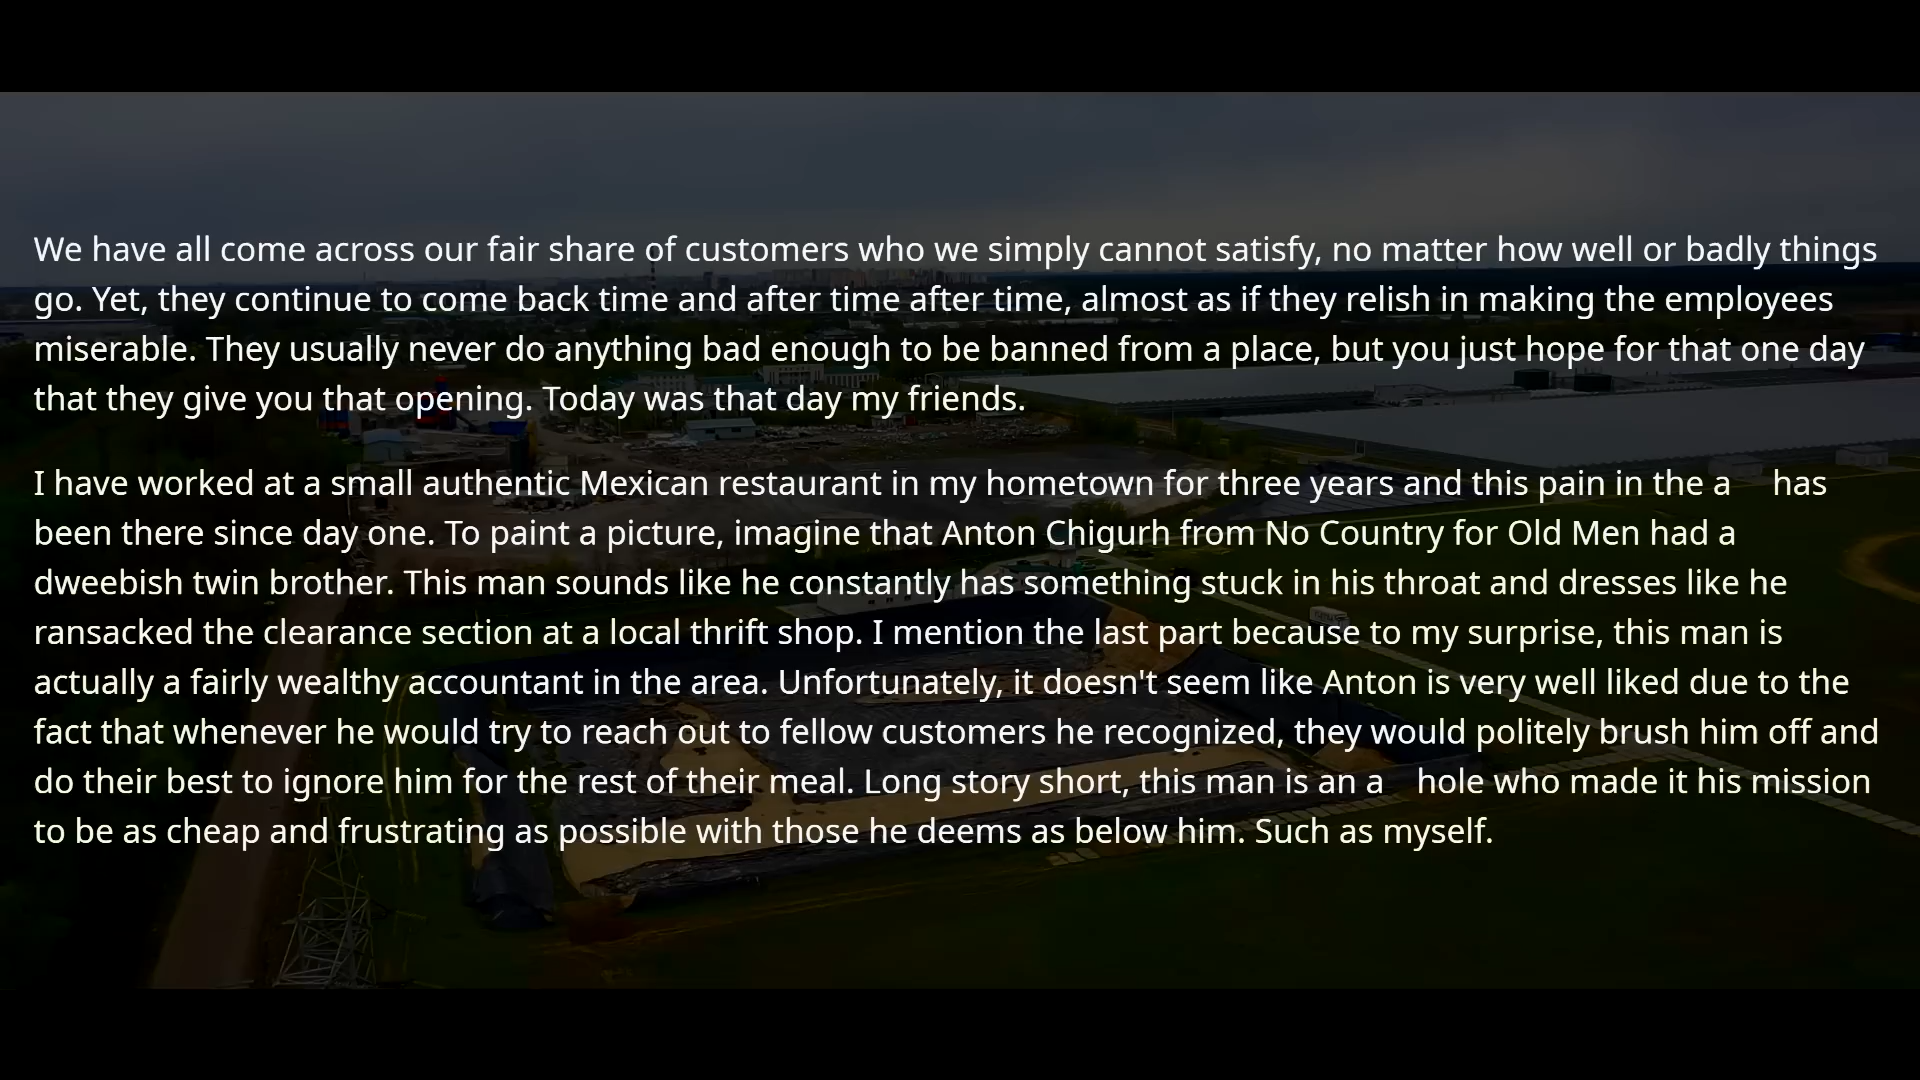 We have all come across our fair share of customers who we simply cannot satisfy, no matter how well or badly things
go. Yet, they continue to come back time and after time after time, almost as if they relish in making the employees
miserable. They usually never do anything bad enough to be banned from a place, but you just hope for that one day
that they give you that opening. Today was that day my friends.
I have worked at a small authentic Mexican restaurant in my hometown for three years and this pain in the a has
been there since day one. To paint a picture, imagine that Anton Chigurh from No Country for Old Men had a
dweebish twin brother. This man sounds like he constantly has something stuck in his throat and dresses like he
ransacked the clearance section at a local thrift shop. I mention the last part because to my surprise, this man is
actually a fairly wealthy accountant in the area. Unfortunately, it doesn't seem like Anton is very well liked due to the
fact that whenever he would try to reach out to fellow customers he recognized, they would politely brush him off and
do their best to ignore him for the rest of their meal. Long story short, this man is an a hole who made it his mission
to be as cheap and frustrating as possible with those he deems as below him. Such as myself.